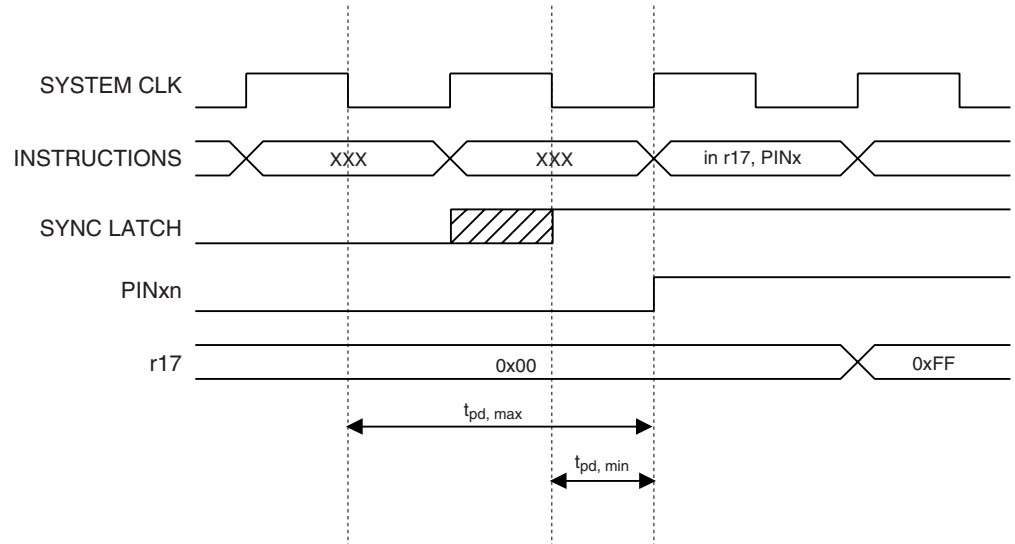 SYSTEM CLK
INSTRUCTIONS XXX XXX in r17, PINx
SYNC LATCH
PINxn
r17 0x00 0xFF
tpd, max
tpd, min